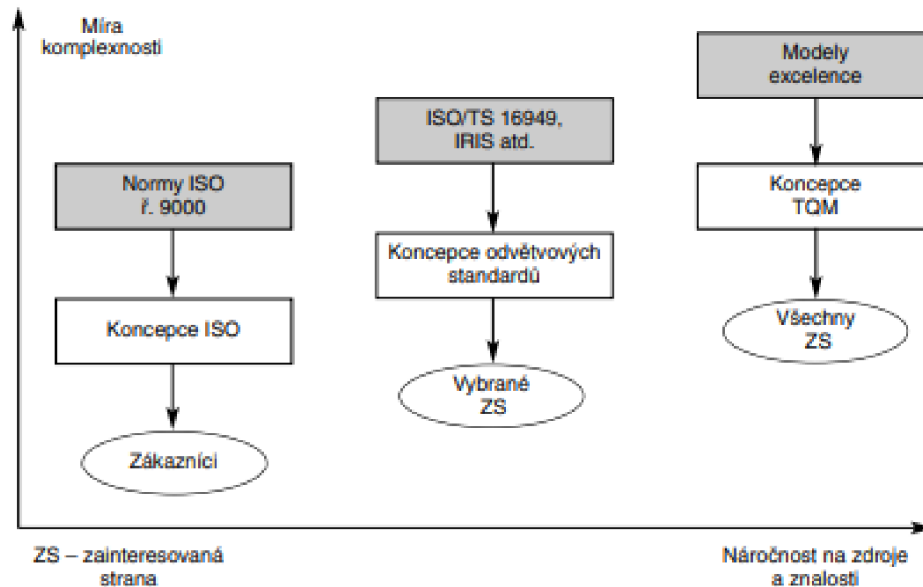 Míra
komplexnosti
Modely
excelence
ISO/TS 16949,
IRIS atd.
Normy ISO
ř. 9000
Koncepce
TQM
Koncepce odvětvových
standardů
Koncepce ISO
Všechny
ZS
Vybrané
ZS
Zákazníci
ZS – zainteresovaná
strana
Náročnost na zdroje
a znalosti